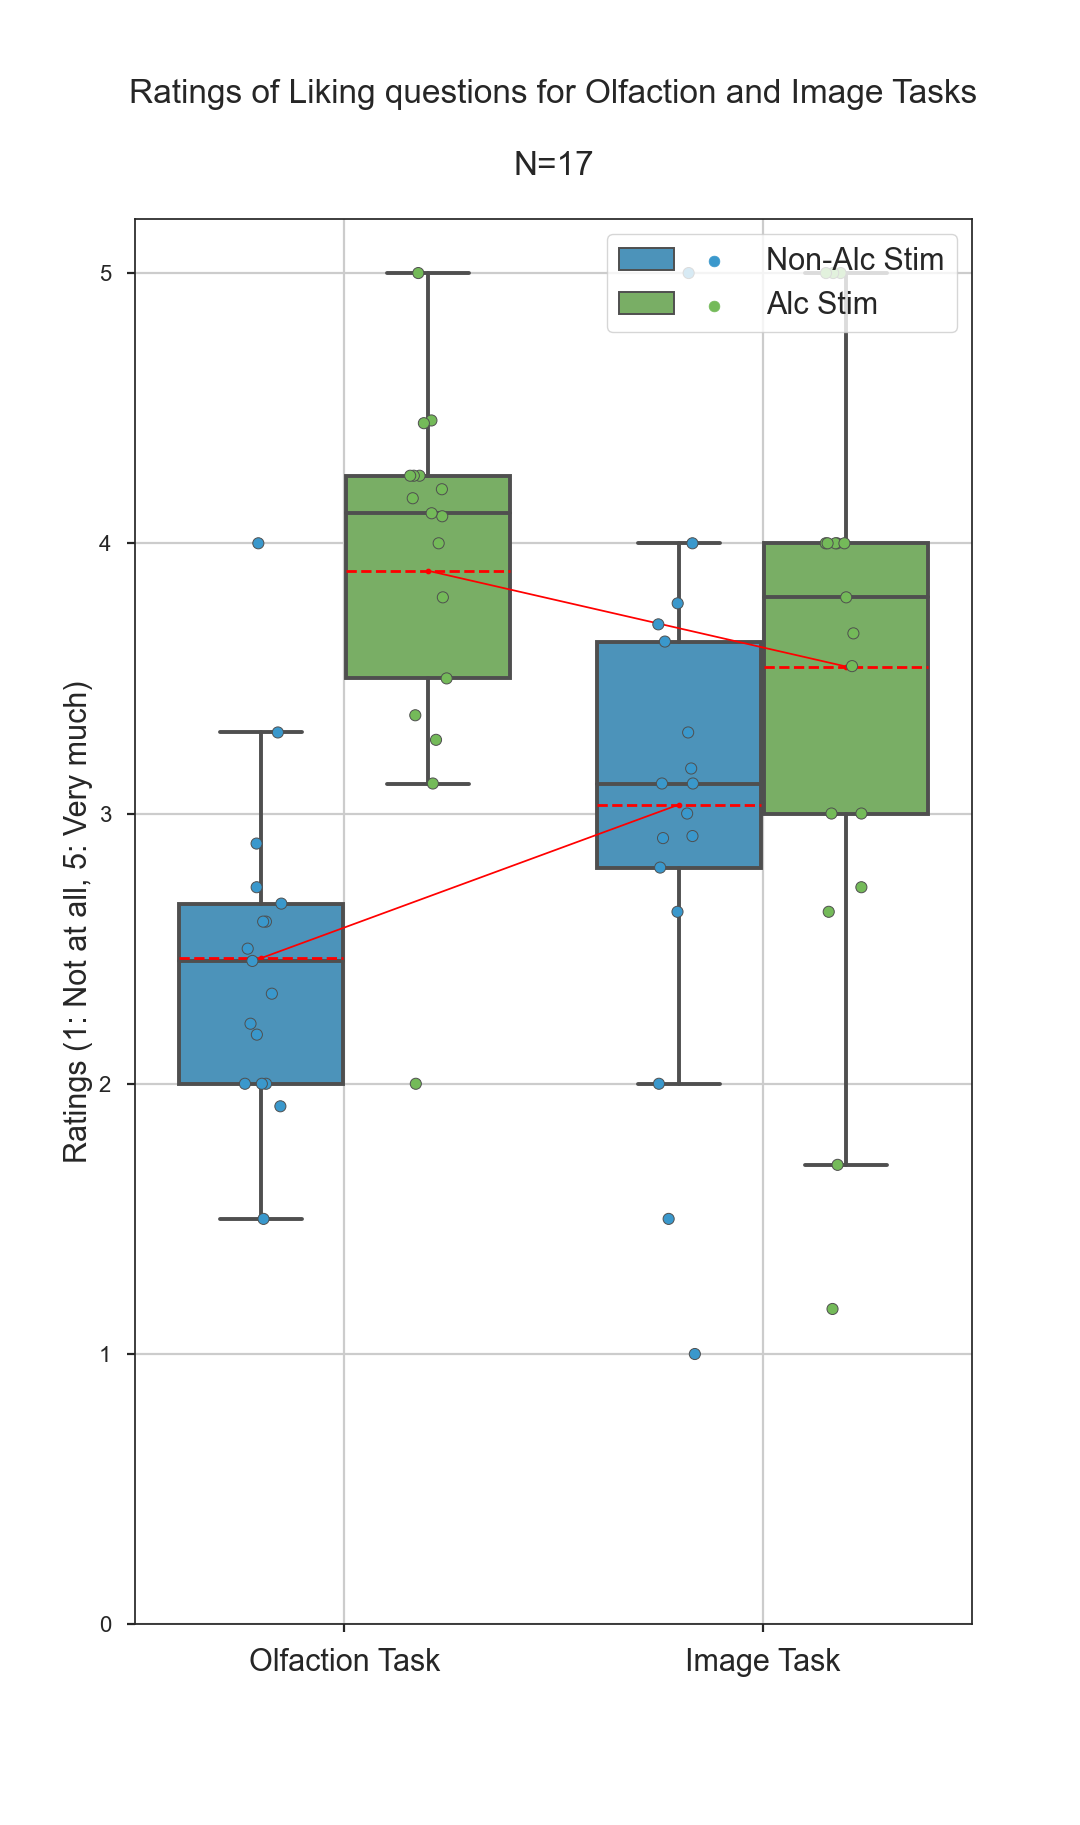 Ratings of Liking questions for Olfaction and Image Tasks
N=17
Non-Alc Stim
Alc Stim
Ratings (1: Not at all, 5: Very much)
5
4
3
2
1
0
Olfaction Task
Image Task